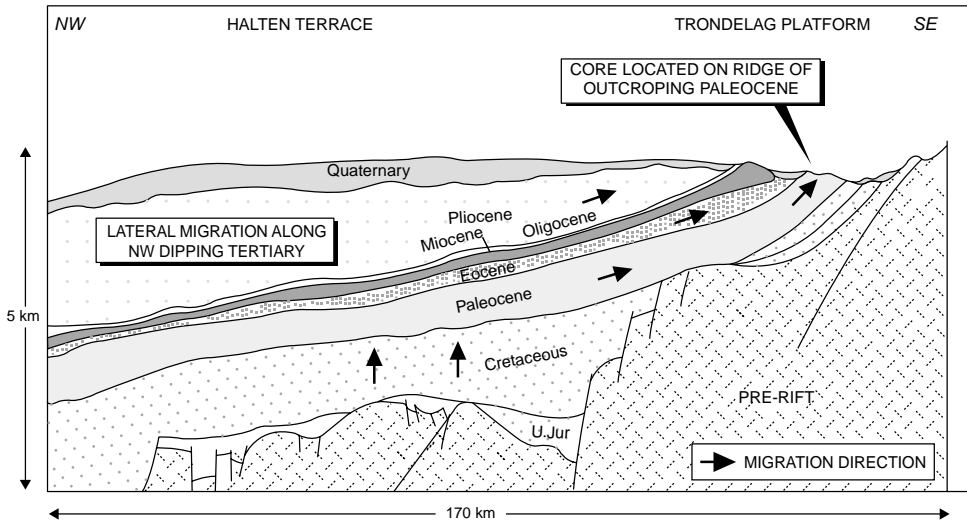 NW
HALTEN TERRACE
TRONDELAG PLATFORM
SE
CORE LOCATED ON RIDGE OF
OUTCROPING PALEOCENE
Quaternary
LATERAL MIGRATION ALONG
NW DIPPING TERTIARY
Pliocene
Miocene
Oligocene
Eocene
Paleocene
5 km
Cretaceous
PRE-RIFT
U.Jur
MIGRATION DIRECTION
170 km